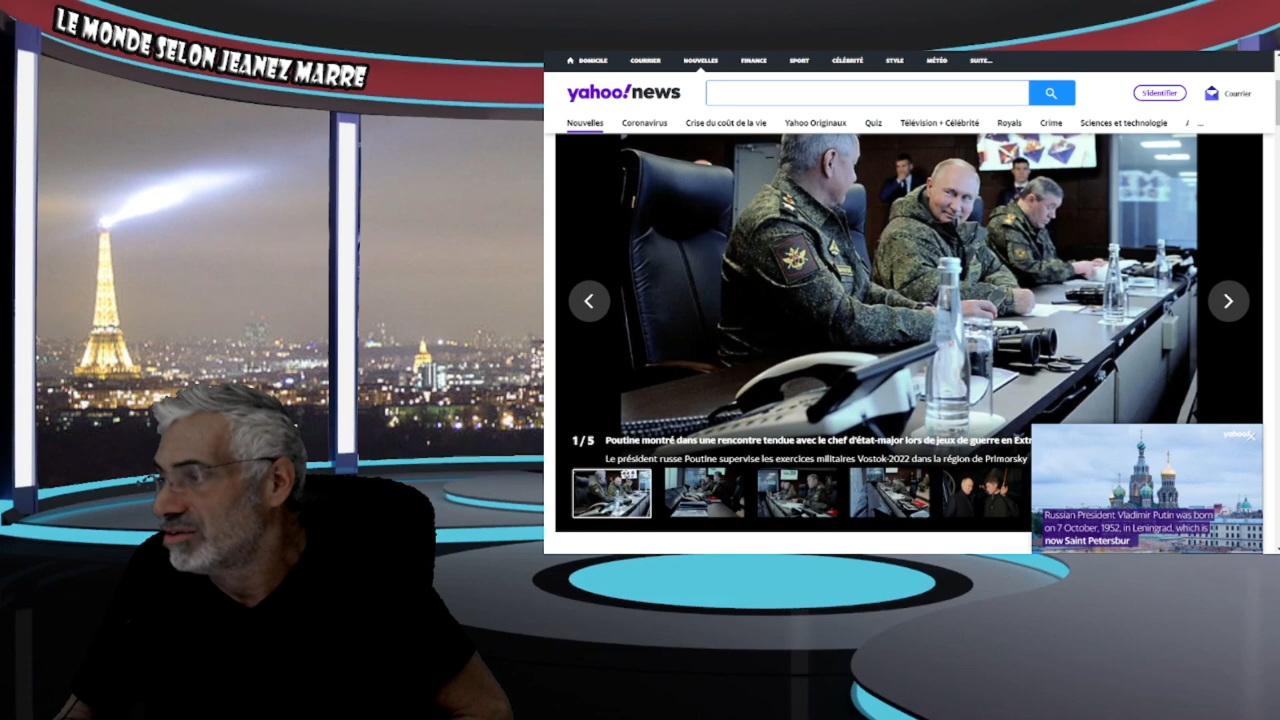 LE MONDE SELON JEANEZ MARRE
DOMICILE COURRIER NOUVELLES FINANCE SPORT CÉLÉBRITÉ STYLE MÉTÉO SUITE...
yahoo!news
S'identifier
Courrier
Nouvelles Coronavirus Crise du coût de la vie Yahoo Originaux Quiz Télévision + Célébrité Royals Crime Sciences et technologie ...
1/5 Poutine montré dans une rencontre tendue avec le chef d'état-major lors de jeux de guerre en Extr
Le président russe Poutine supervise les exercices militaires Vostok-2022 dans la région de Primorsky
yahoo!
Russian President Vladimir Putin was born
on 7 October, 1952, in Leningrad, which is
now Saint Petersbur